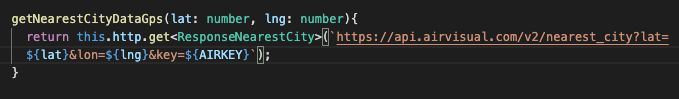 getNearestCityDataGps(lat: number, lng: number){
return this.http.get<ResponseNearestCity>(`https://api.airvisual.com/v2/nearest_city?lat=
${lat}&lon=${lng}&key=${AIRKEY}`);
}